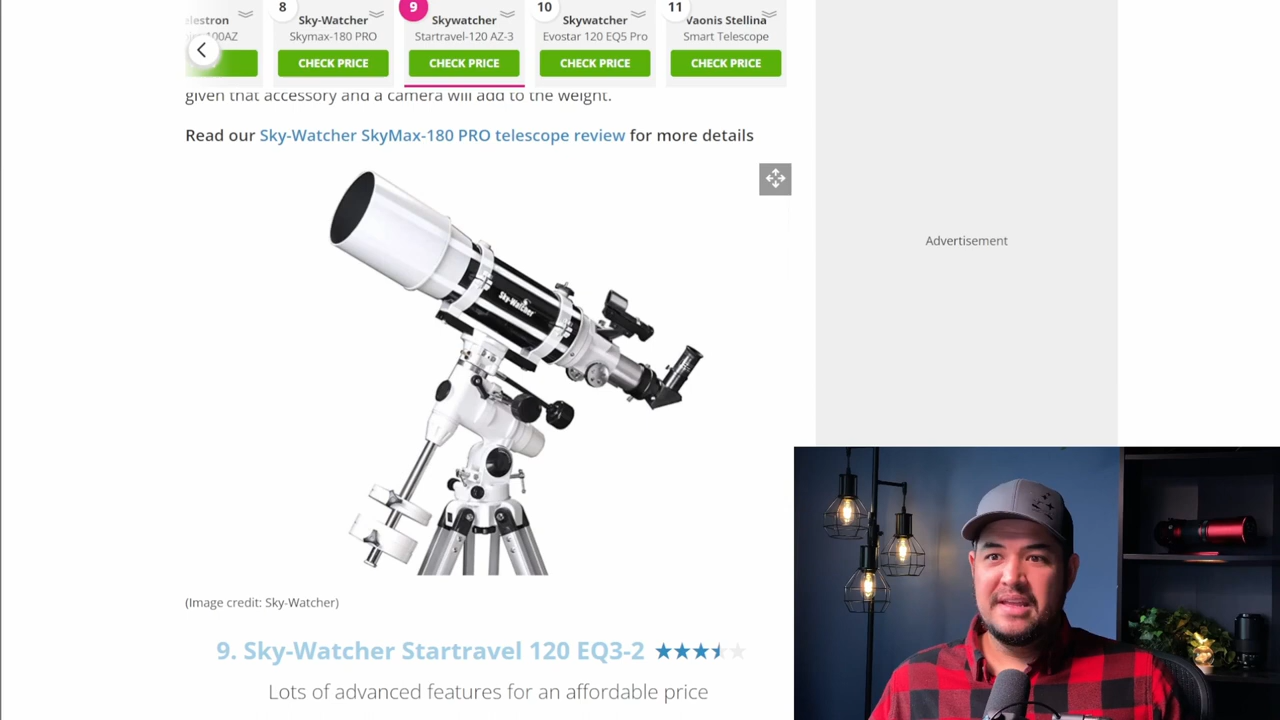 8
Sky-Watcher
Skymax-180 PRO
CHECK PRICE
9
Skywatcher
Startravel-120 AZ-3
CHECK PRICE
10
Skywatcher
Evostar 120 EQ5 Pro
CHECK PRICE
11
Vaonis Stellina
Smart Telescope
CHECK PRICE
given that accessory and a camera will add to the weight.
Read our Sky-Watcher SkyMax-180 PRO telescope review for more details
Sky-Watcher
Advertisement
(Image credit: Sky-Watcher)
9. Sky-Watcher Startravel 120 EQ3-2
Lots of advanced features for an affordable price